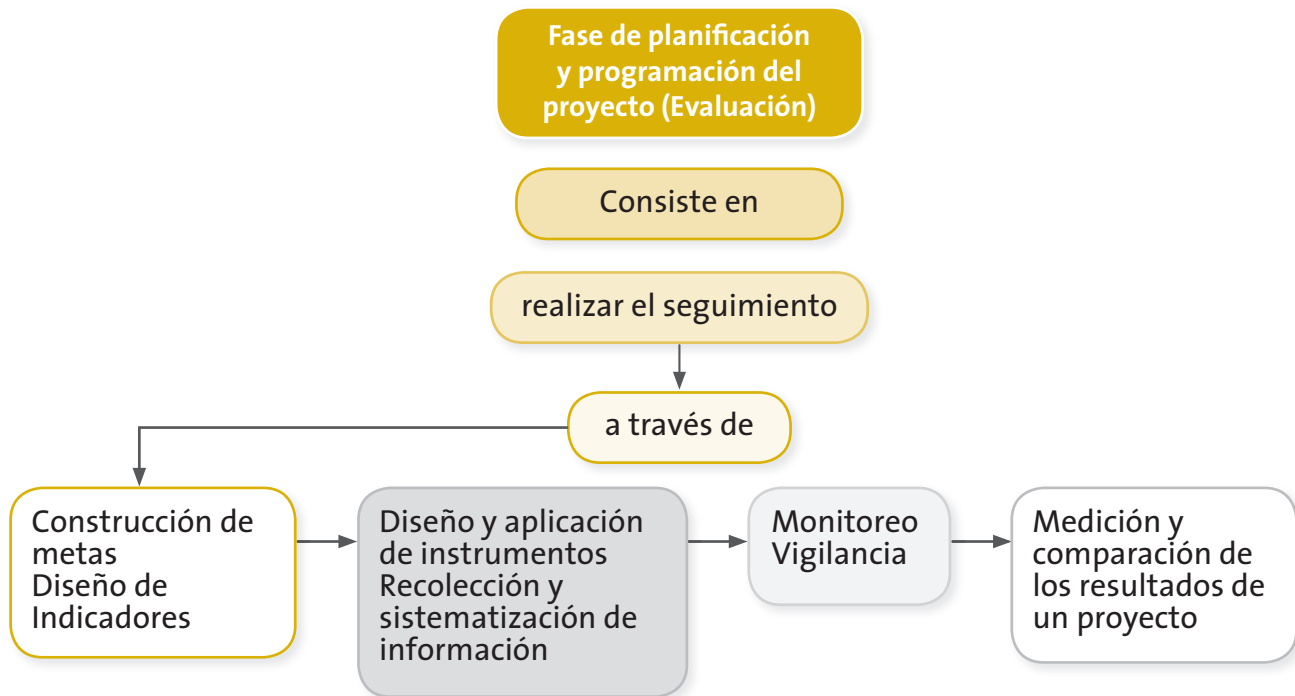 Fase de planificación
y programación del
proyecto (Evaluación)
Consiste en
realizar el seguimiento
a través de
Construcción de
metas
Diseño de
Indicadores
Diseño y aplicación
de instrumentos
Recolección y
sistematización de
información
Monitoreo
Vigilancia
Medición y
comparación de
los resultados de
un proyecto